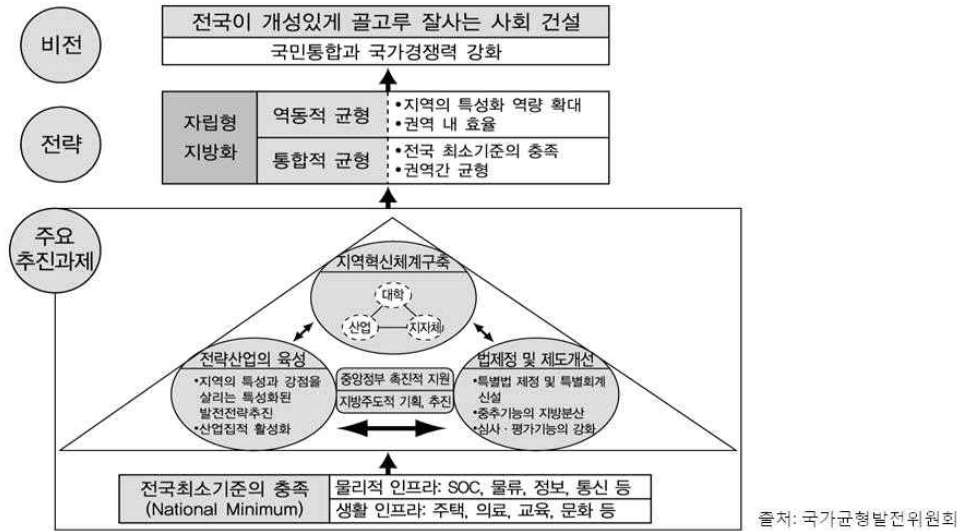 비전
전국이 개성있게 골고루 잘사는 사회 건설
국민통합과 국가경쟁력 강화
전략
자립형
지방화
역동적 균형
•지역의 특성화 역량 확대
•권역 내 효율
통합적 균형
•전국 최소기준의 충족
•권역간 균형
주요
추진과제
지역혁신체계구축
대학
산업
지자체
전략산업의 육성
•지역의 특성과 강점을
살리는 특성화된
발전전략추진
•산업집적 활성화
중앙정부 촉진적 지원
지방주도적 기획, 추진
법제정 및 제도개선
•특별법 제정 및 특별회계
신설
•중추기능의 지방분산
•심사·평가기능의 강화
전국최소기준의 충족
(National Minimum)
물리적 인프라: SOC, 물류, 정보, 통신 등
생활 인프라: 주택, 의료, 교육, 문화 등
출처: 국가균형발전위원회